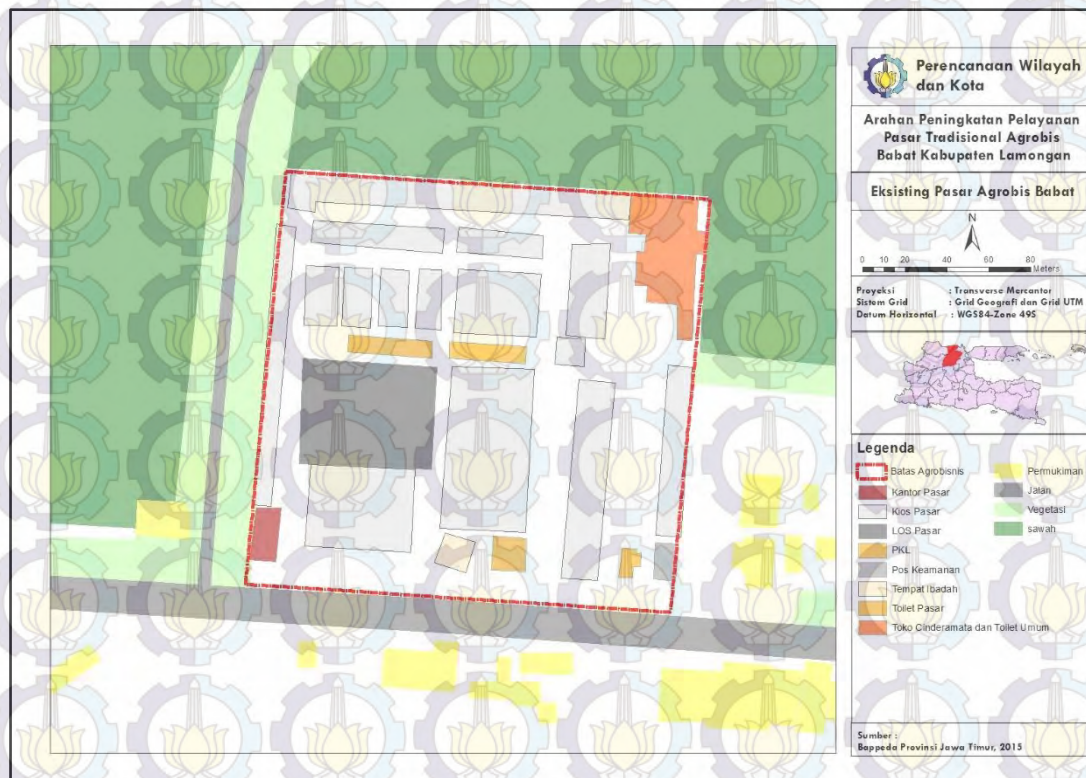 Perencanaan Wilayah
dan Kota
Arahan Peningkatan Pelayanan
Pasar Tradisional Agrobis
Babat Kabupaten Lamongan
Eksisting Pasar Agrobis Babat
N
0 10 20 40 60 80
Meters
Proyeksi : Transverse Mercantor
Sistem Grid : Grid Geografi dan Grid UTM
Datum Horizontal : WGS84-Zone 49S
Legenda
Batas Agrobisnis
Kantor Pasar
Kios Pasar
LOS Pasar
PKL
Pos Keamanan
Tempat Ibadah
Toilet Pasar
Toko Cinderamata dan Toilet Umum
Permukiman
Jalan
Vegetasi
sawah
Sumber :
Bappeda Provinsi Jawa Timur, 2015